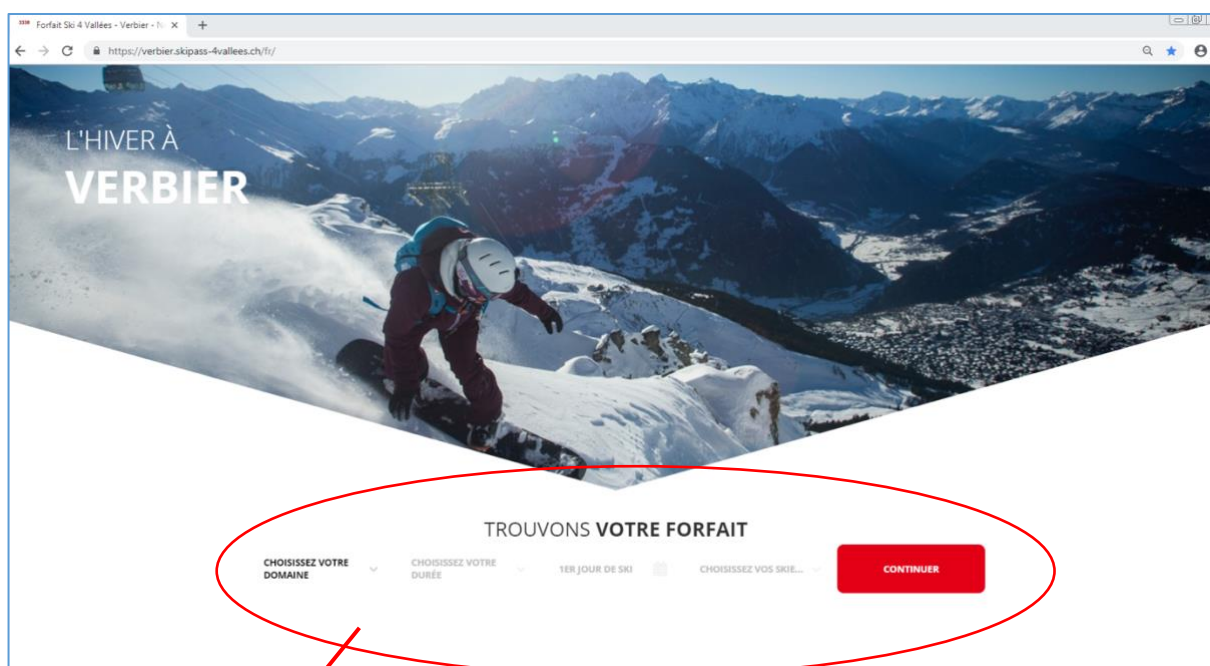 Forfait Ski 4 Vallées - Verbier - N
https://verbier.skipass-4vallees.ch/fr/
L'HIVER À
VERBIER
TROUVONS VOTRE FORFAIT
CHOISISSEZ VOTRE
DOMAINE
CHOISISSEZ VOTRE
DURÉE
1ER JOUR DE SKI
CHOISISSEZ VOS SKIE...
CONTINUER